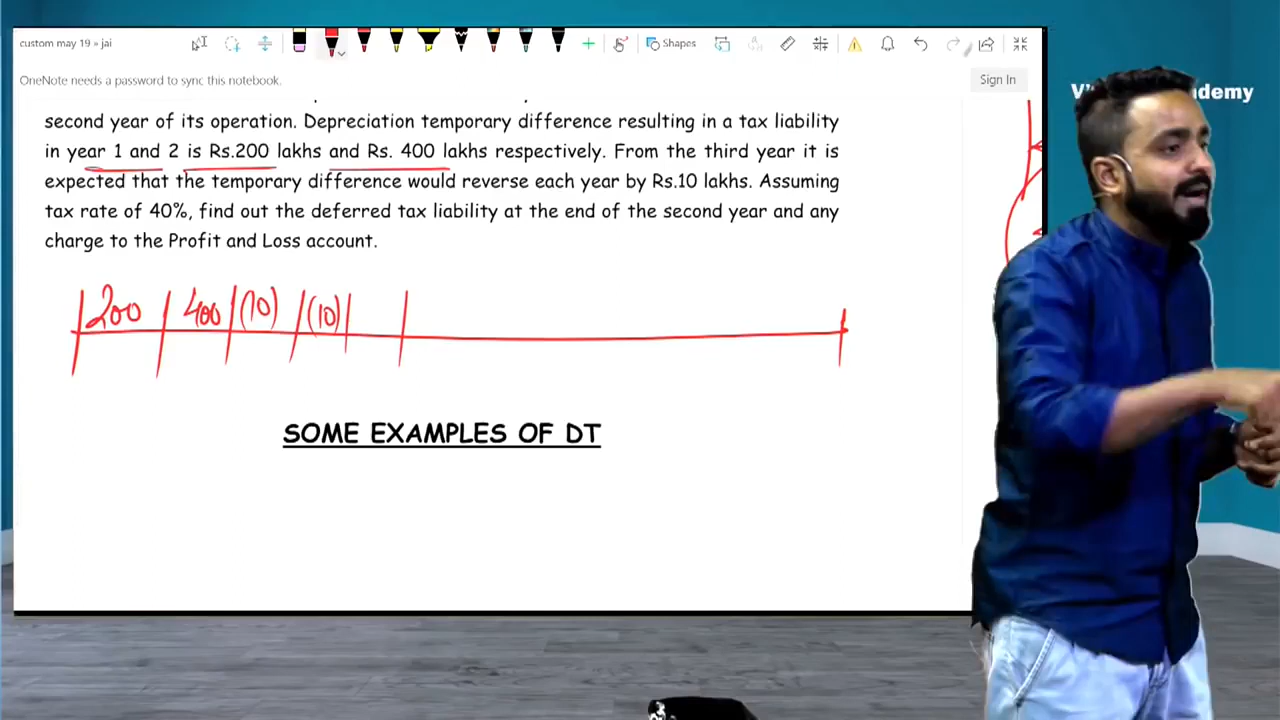 custom may 19 » jai
Shapes
OneNote needs a password to sync this notebook.
Sign In
demy
second year of its operation. Depreciation temporary difference resulting in a tax liability
in year 1 and 2 is Rs.200 lakhs and Rs. 400 lakhs respectively. From the third year it is
expected that the temporary difference would reverse each year by Rs.10 lakhs. Assuming
tax rate of 40%, find out the deferred tax liability at the end of the second year and any
charge to the Profit and Loss account.
200 400 (10) (10)
SOME EXAMPLES OF DT